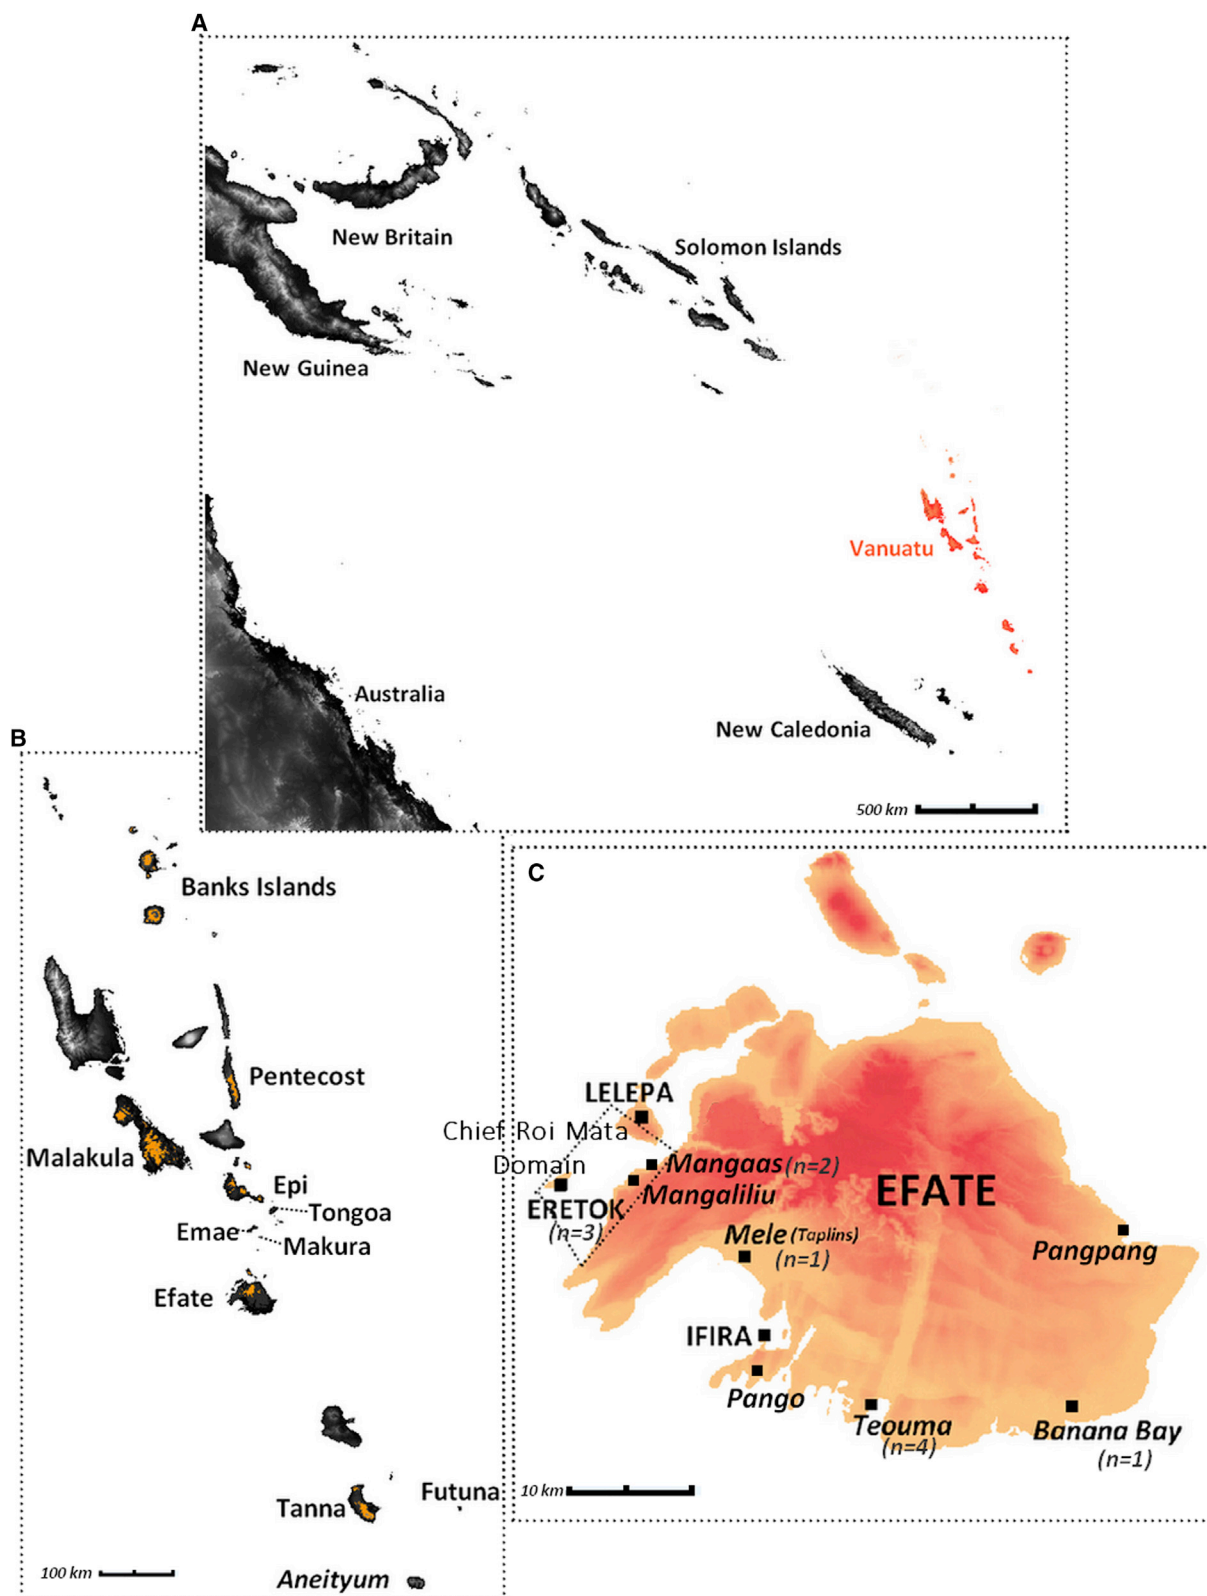 A
New Britain
Solomon Islands
New Guinea
Vanuatu
Australia
New Caledonia
500 km
B
Banks Islands
Pentecost
Malakula
Epi
Tongoa
Emae
Makura
Efate
Tanna
Futuna
100 km
Aneityum
C
LELEPA
Chief Roi Mata
Domain
Mangaas (n=2)
Mangaliliu
EFATE
ERETOK
(n=3)
Mele (Taplins)
(n=1)
Pangpang
IFIRA
Pango
Teouma
(n=4)
Banana Bay
(n=1)
10 km